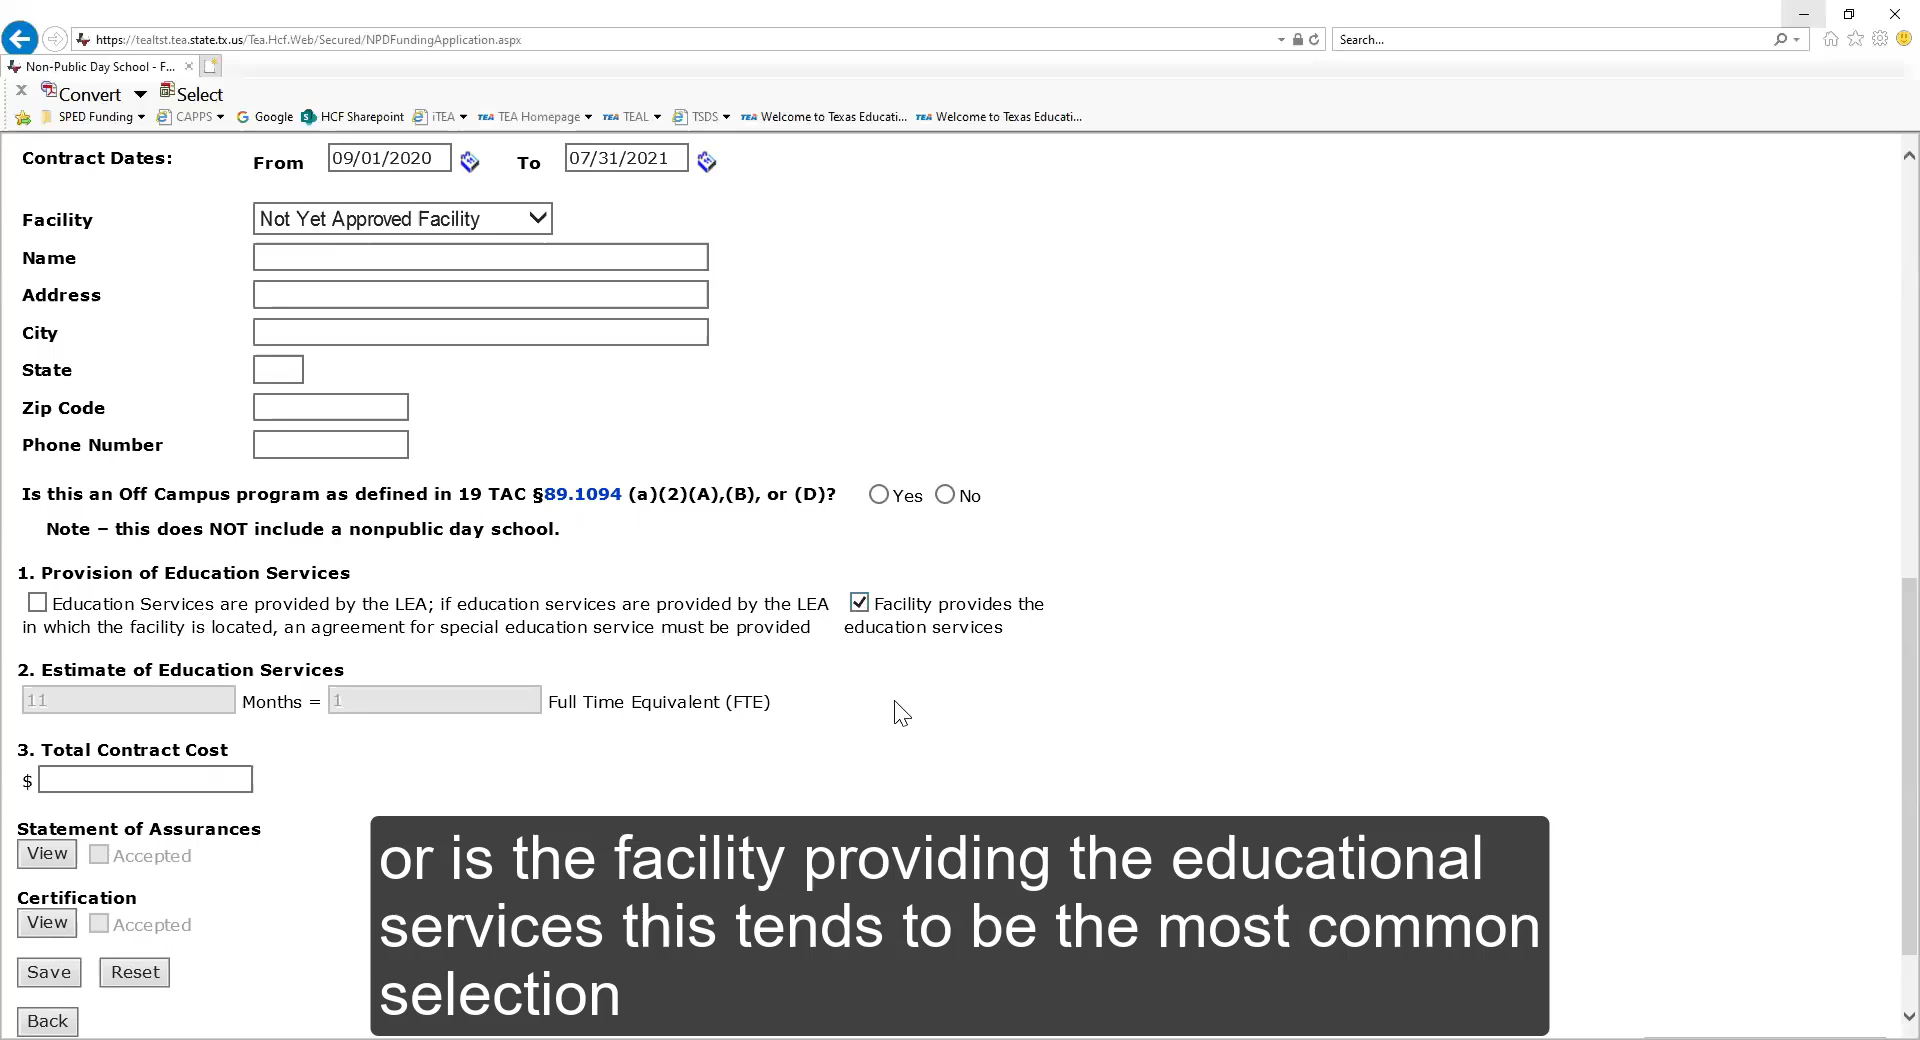 https://tealtst.tea.state.tx.us/Tea.Hcf.Web/Secured/NPDFundingApplication.aspx
Search...
Non-Public Day School - F...
Convert Select
SPED Funding CAPPS Google HCF Sharepoint iTEA TEA TEA Homepage TEA TEAL TSDS TEA Welcome to Texas Educati... TEA Welcome to Texas Educati...
Contract Dates: From 09/01/2020 To 07/31/2021
Facility Not Yet Approved Facility
Name
Address
City
State
Zip Code
Phone Number
Is this an Off Campus program as defined in 19 TAC §89.1094 (a)(2)(A),(B), or (D)? Yes No
Note – this does NOT include a nonpublic day school.
1. Provision of Education Services
Education Services are provided by the LEA; if education services are provided by the LEA Facility provides the
in which the facility is located, an agreement for special education service must be provided education services
2. Estimate of Education Services
11 Months = 1 Full Time Equivalent (FTE)
3. Total Contract Cost
$
Statement of Assurances
View Accepted
Certification
View Accepted
Save Reset
Back
or is the facility providing the educational
services this tends to be the most common
selection